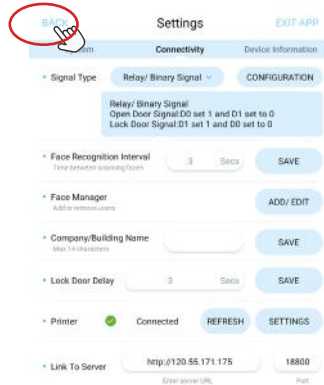 BACK Settings EXIT APP
Connectivity Device Information
Signal Type Relay/ Binary Signal CONFIGURATION
Relay/ Binary Signal
Open Door Signal:D0 set 1 and D1 set to 0
Lock Door Signal:D1 set 1 and D0 set to 0
Face Recognition Interval 3 Secs SAVE
Time between scanning faces
Face Manager ADD/ EDIT
Add or remove users
Company/Building Name SAVE
Max 14 characters
Lock Door Delay 3 Secs SAVE
Printer Connected REFRESH SETTINGS
Link To Server http://120.55.171.175 18800
Enter server URL Port